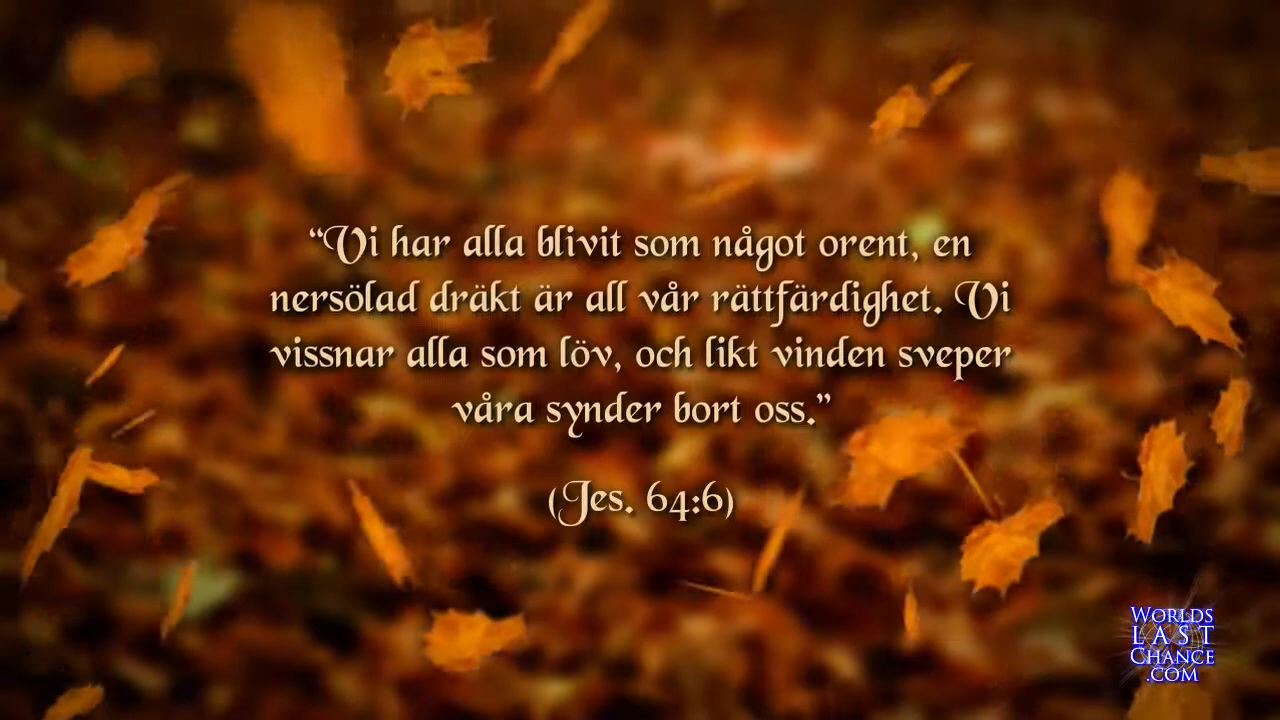 “Vi har alla blivit som något orent, en
nersölad dräkt är all vår rättfärdighet. Vi
vissnar alla som löv, och likt vinden sveper
våra synder bort oss.”
(Jes. 64:6)
WORLDS
LAST
CHANCE
.COM